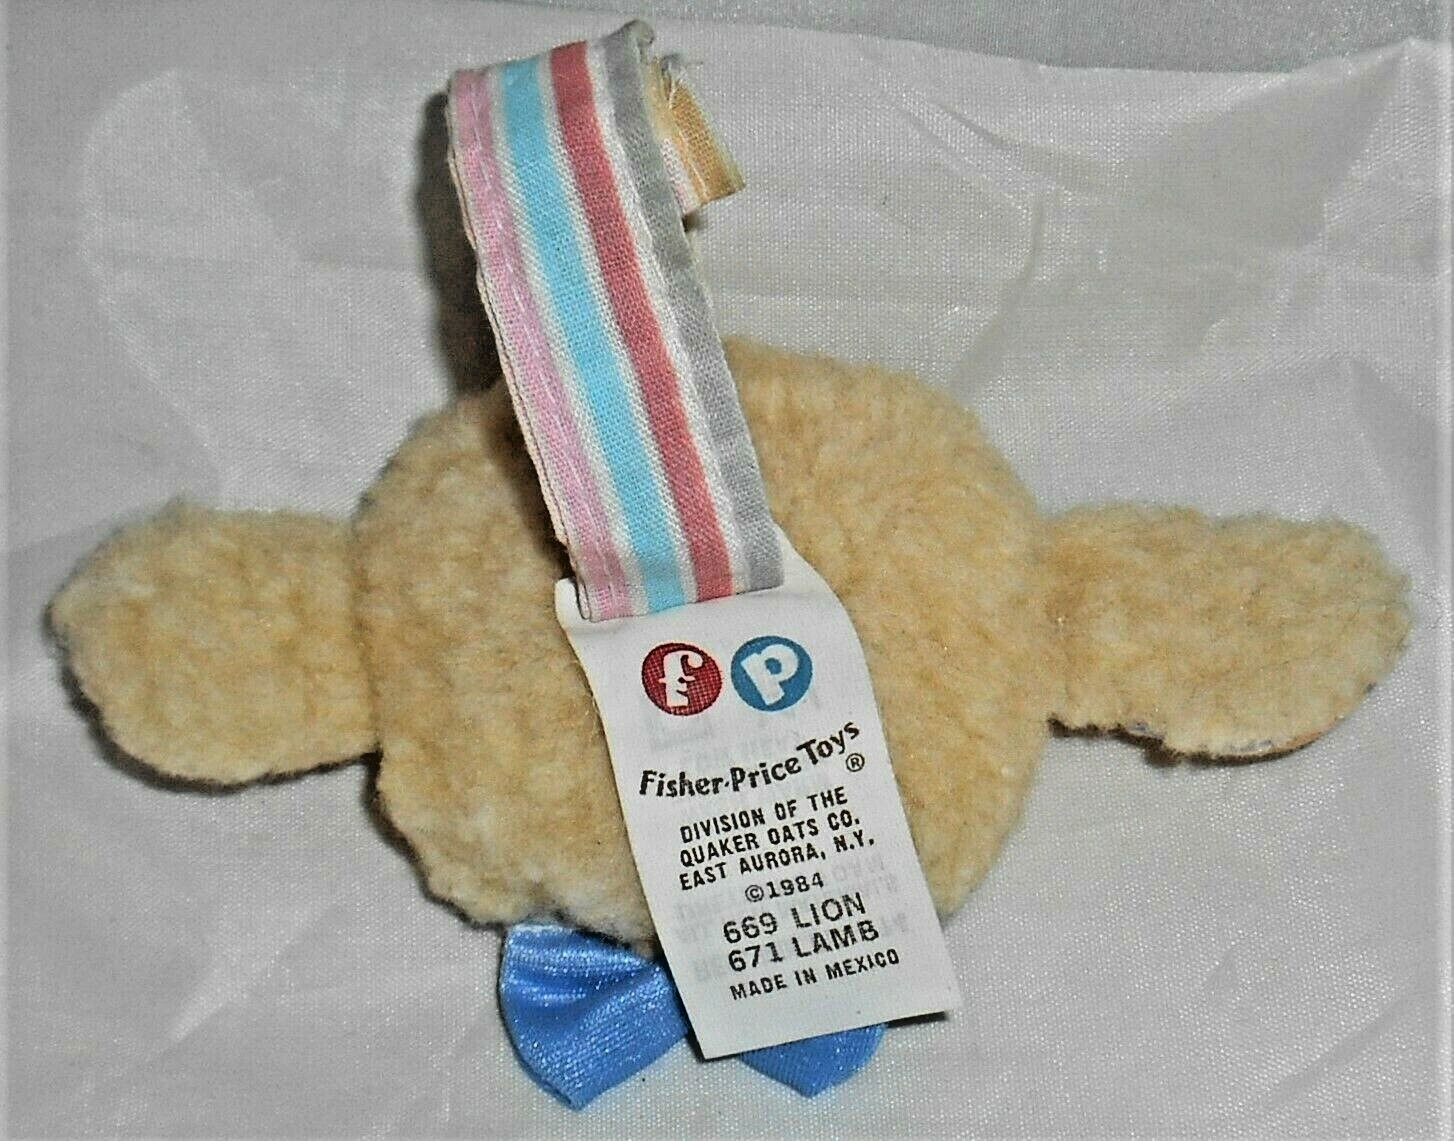 f p
Fisher-Price Toys
®
DIVISION OF THE
QUAKER OATS CO.
EAST AURORA, N.Y.
©1984
669 LION
671 LAMB
MADE IN MEXICO